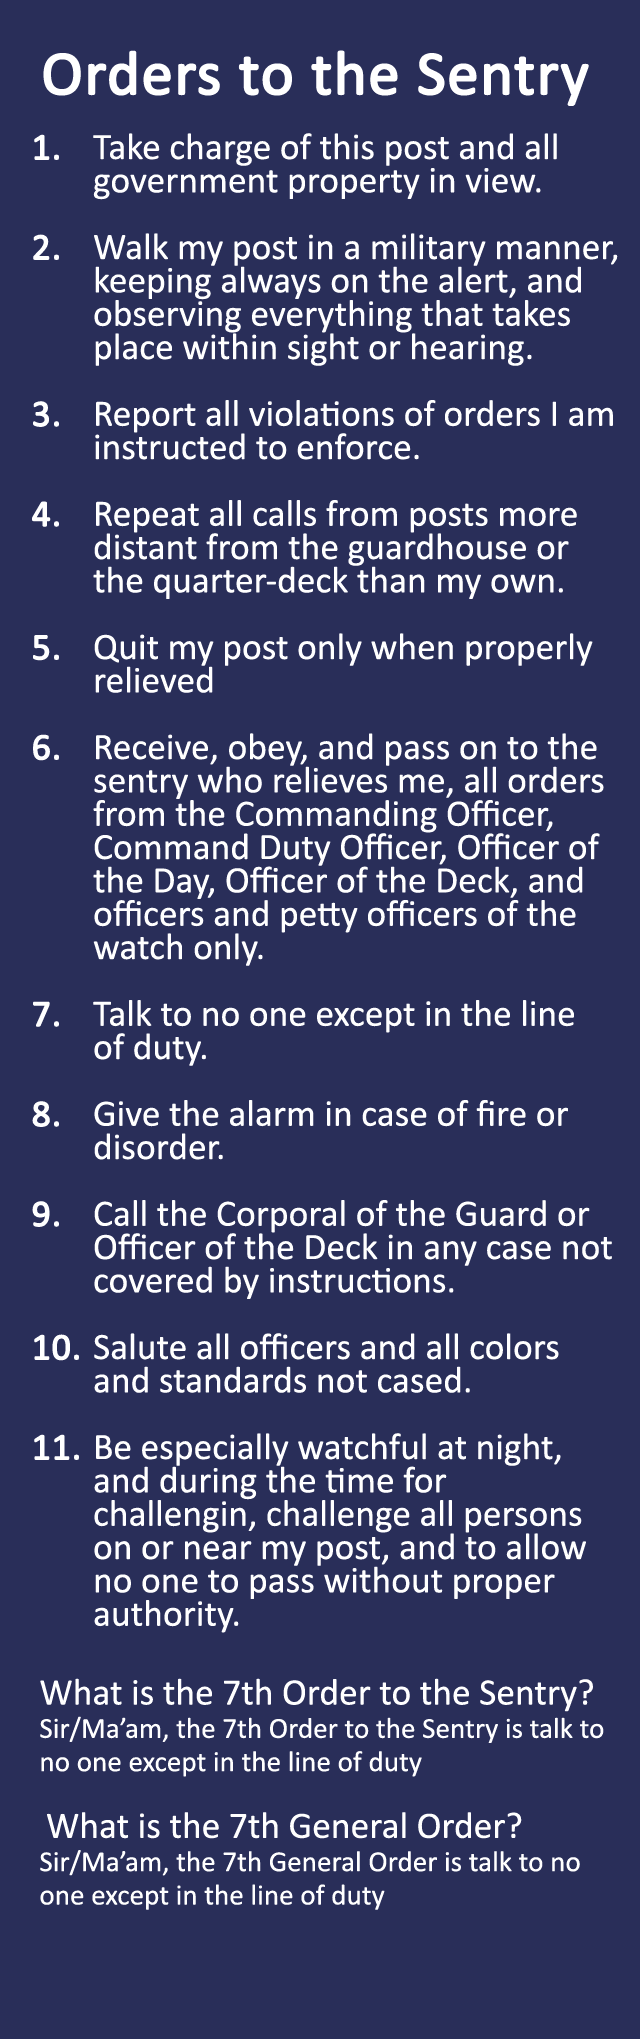 Orders to the Sentry
1. Take charge of this post and all
government property in view.
2. Walk my post in a military manner,
keeping always on the alert, and
observing everything that takes
place within sight or hearing.
3. Report all violations of orders I am
instructed to enforce.
4. Repeat all calls from posts more
distant from the guardhouse or
the quarter-deck than my own.
5. Quit my post only when properly
relieved
6. Receive, obey, and pass on to the
sentry who relieves me, all orders
from the Commanding Officer,
Command Duty Officer, Officer of
the Day, Officer of the Deck, and
officers and petty officers of the
watch only.
7. Talk to no one except in the line
of duty.
8. Give the alarm in case of fire or
disorder.
9. Call the Corporal of the Guard or
Officer of the Deck in any case not
covered by instructions.
10. Salute all officers and all colors
and standards not cased.
11. Be especially watchful at night,
and during the time for
challengin, challenge all persons
on or near my post, and to allow
no one to pass without proper
authority.
What is the 7th Order to the Sentry?
Sir/Ma’am, the 7th Order to the Sentry is talk to
no one except in the line of duty
What is the 7th General Order?
Sir/Ma’am, the 7th General Order is talk to no
one except in the line of duty